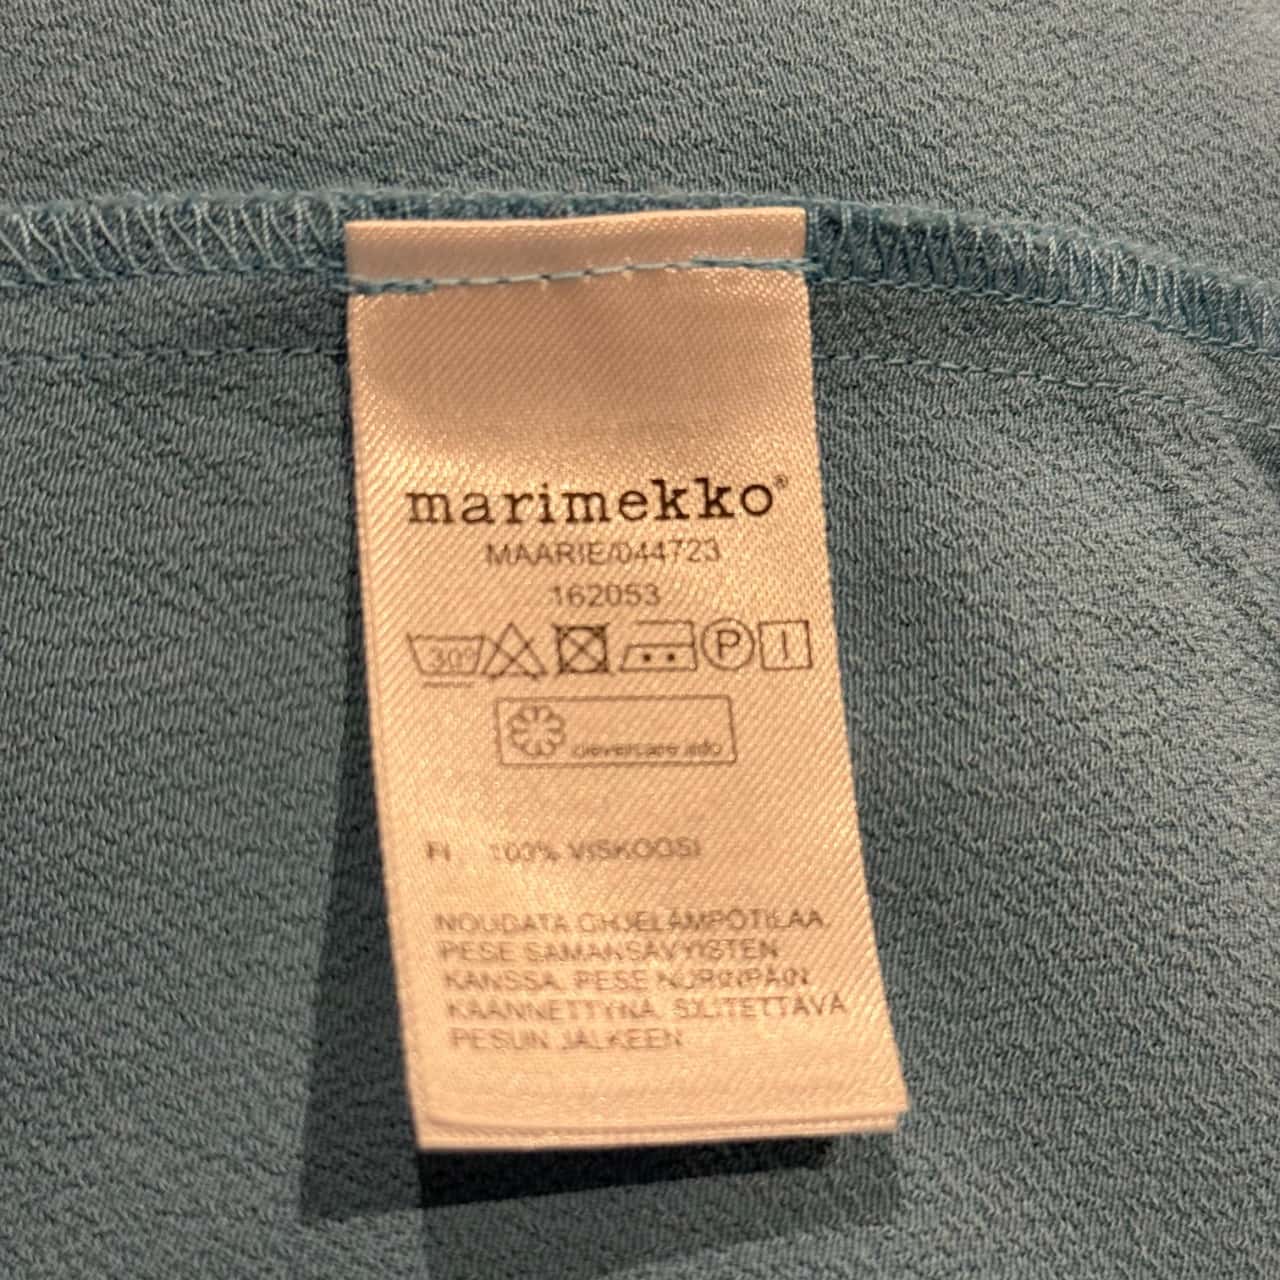 marimekko®
MAARIE/044723
162053
30° P I
clevercare.info
FI 100% VISKOOSI
NOUDATA OHJELÄMPÖTILAA.
PESE SAMANSÄVYISTEN
KANSSA. PESE NURINPÄIN
KÄÄNNETTYNÄ. SILITETTÄVÄ
PESUN JÄLKEEN